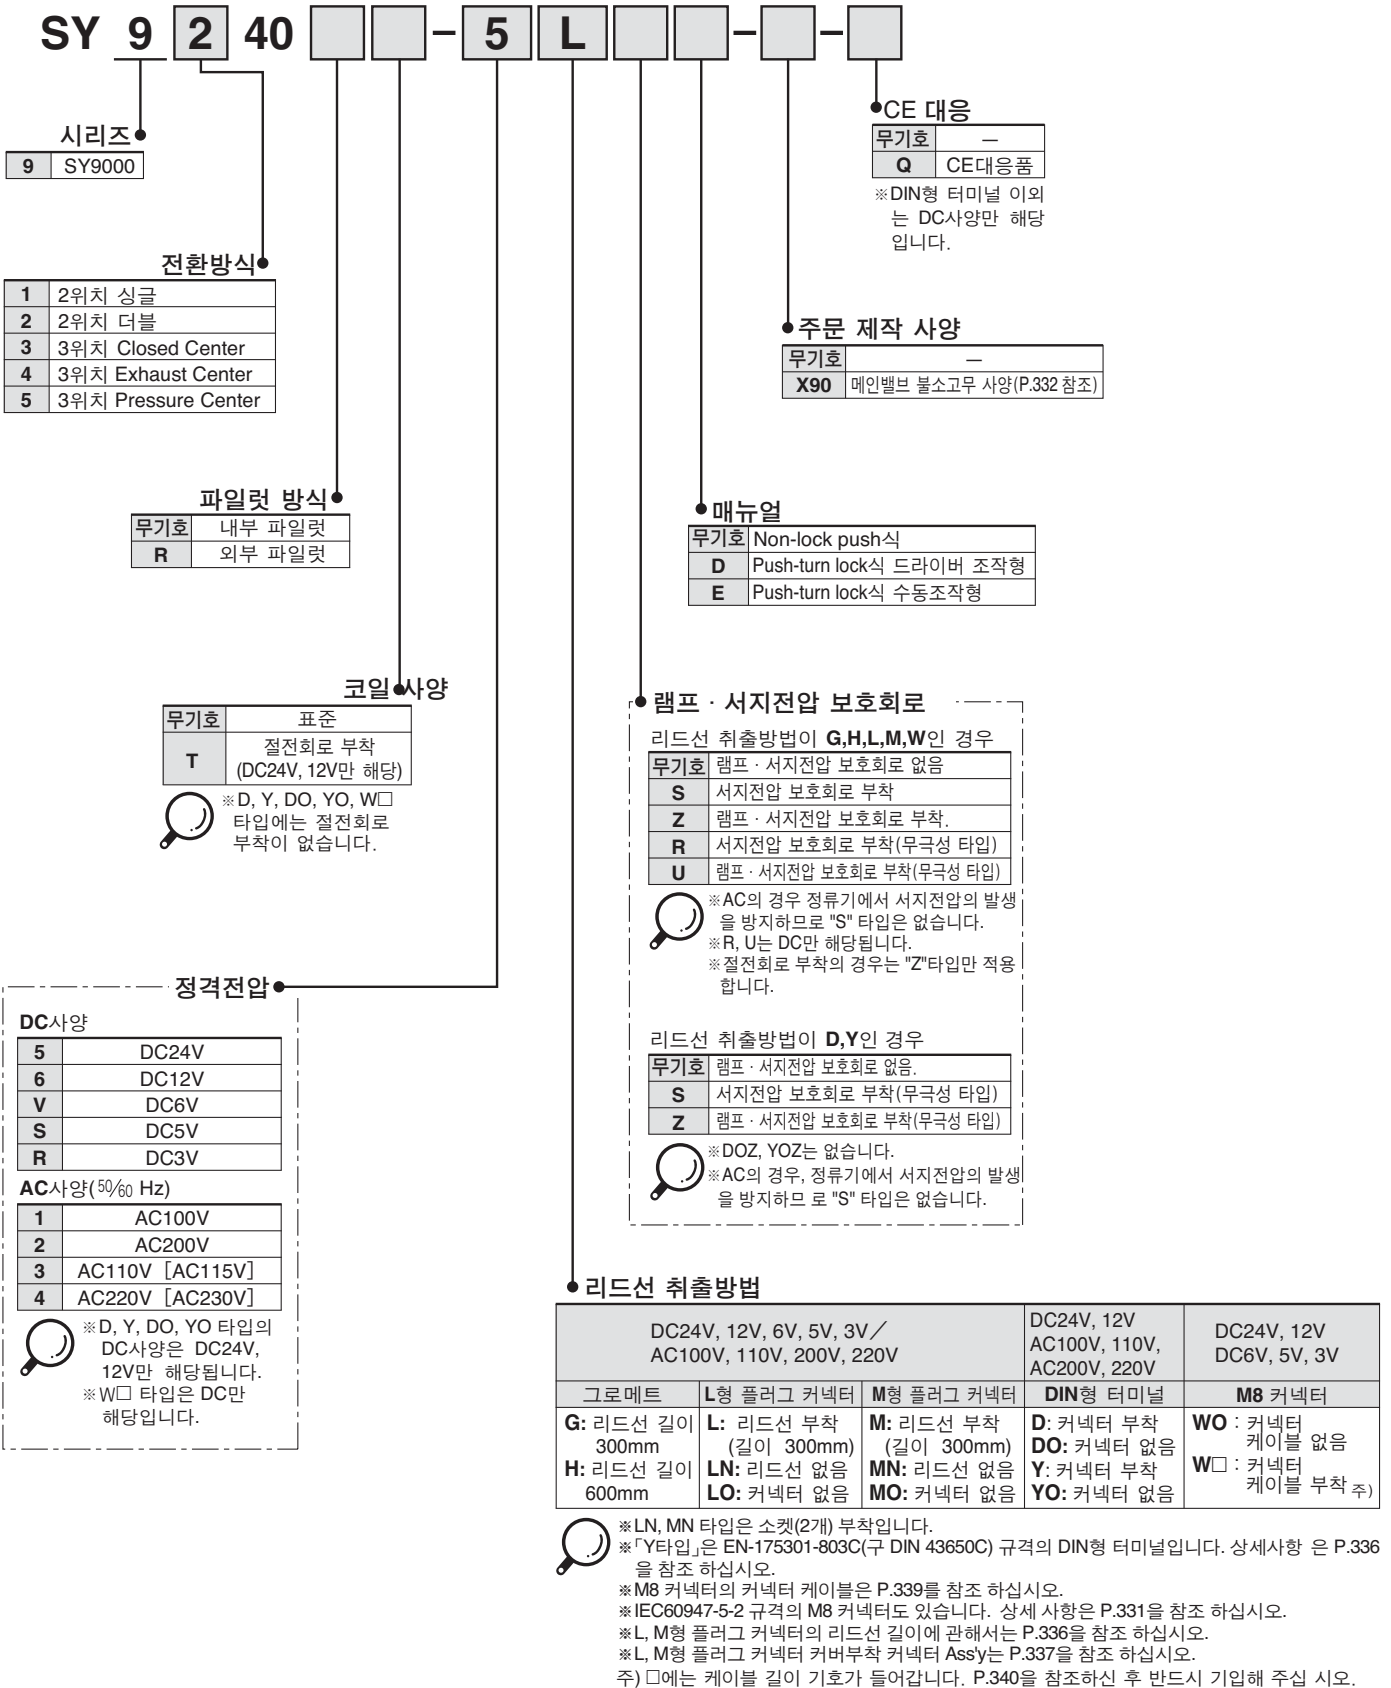 SY 9 2 40 □ □ – 5 L □ □ – □ – □
CE 대응
무기호 —
Q CE대응품
※DIN형 터미널 이외
는 DC사양만 해당
입니다.
시리즈
9 SY9000
전환방식
1 2위치 싱글
2 2위치 더블
3 3위치 Closed Center
4 3위치 Exhaust Center
5 3위치 Pressure Center
주문 제작 사양
무기호 —
X90 메인밸브 불소고무 사양(P.332 참조)
파일럿 방식
무기호 내부 파일럿
R 외부 파일럿
매뉴얼
무기호 Non-lock push식
D Push-turn lock식 드라이버 조작형
E Push-turn lock식 수동조작형
코일 사양
무기호 표준
T 절전회로 부착
(DC24V, 12V만 해당)
※D, Y, DO, YO, W□
타입에는 절전회로
부착이 없습니다.
램프 · 서지전압 보호회로
리드선 취출방법이 G,H,L,M,W인 경우
무기호 램프 · 서지전압 보호회로 없음
S 서지전압 보호회로 부착
Z 램프 · 서지전압 보호회로 부착.
R 서지전압 보호회로 부착(무극성 타입)
U 램프 · 서지전압 보호회로 부착(무극성 타입)
※AC의 경우 정류기에서 서지전압의 발생
을 방지하므로 "S" 타입은 없습니다.
※R, U는 DC만 해당됩니다.
※절전회로 부착의 경우는 "Z"타입만 적용
합니다.
리드선 취출방법이 D,Y인 경우
무기호 램프 · 서지전압 보호회로 없음.
S 서지전압 보호회로 부착(무극성 타입)
Z 램프 · 서지전압 보호회로 부착(무극성 타입)
※DOZ, YOZ는 없습니다.
※AC의 경우, 정류기에서 서지전압의 발생
을 방지하므 로 "S" 타입은 없습니다.
정격전압
DC사양
5 DC24V
6 DC12V
V DC6V
S DC5V
R DC3V
AC사양(50/60 Hz)
1 AC100V
2 AC200V
3 AC110V［AC115V］
4 AC220V［AC230V］
※D, Y, DO, YO 타입의
DC사양은 DC24V,
12V만 해당됩니다.
※W□ 타입은 DC만
해당입니다.
리드선 취출방법
DC24V, 12V, 6V, 5V, 3V／
AC100V, 110V, 200V, 220V
DC24V, 12V
AC100V, 110V,
AC200V, 220V
DC24V, 12V
DC6V, 5V, 3V
그로메트 L형 플러그 커넥터 M형 플러그 커넥터 DIN형 터미널 M8 커넥터
G: 리드선 길이
300mm
H: 리드선 길이
600mm
L: 리드선 부착
(길이 300mm)
LN: 리드선 없음
LO: 커넥터 없음
M: 리드선 부착
(길이 300mm)
MN: 리드선 없음
MO: 커넥터 없음
D: 커넥터 부착
DO: 커넥터 없음
Y: 커넥터 부착
YO: 커넥터 없음
WO : 커넥터
케이블 없음
W□ : 커넥터
케이블 부착 주)
※LN, MN 타입은 소켓(2개) 부착입니다.
※「Y타입」은 EN-175301-803C(구 DIN 43650C) 규격의 DIN형 터미널입니다. 상세사항 은 P.336
을 참조 하십시오.
※M8 커넥터의 커넥터 케이블은 P.339를 참조 하십시오.
※IEC60947-5-2 규격의 M8 커넥터도 있습니다. 상세 사항은 P.331을 참조 하십시오.
※L, M형 플러그 커넥터의 리드선 길이에 관해서는 P.336을 참조 하십시오.
※L, M형 플러그 커넥터 커버부착 커넥터 Ass'y는 P.337을 참조 하십시오.
주) □에는 케이블 길이 기호가 들어갑니다. P.340을 참조하신 후 반드시 기입해 주십 시오.